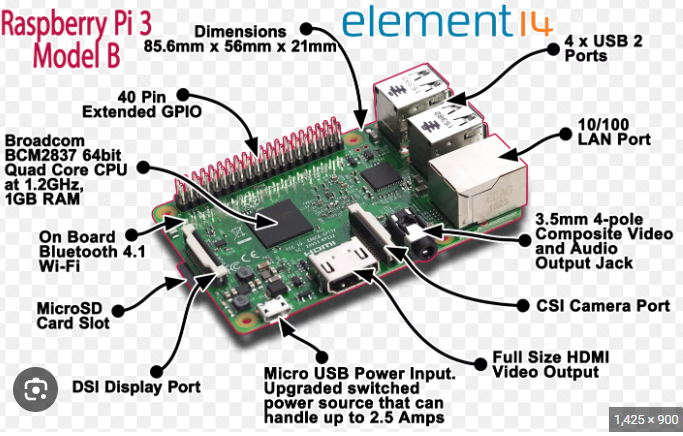 Raspberry Pi 3
Model B
Dimensions
85.6mm x 56mm x 21mm
element14
4 x USB 2
Ports
40 Pin
Extended GPIO
10/100
LAN Port
Broadcom
BCM2837 64bit
Quad Core CPU
at 1.2GHz,
1GB RAM
On Board
Bluetooth 4.1
Wi-Fi
3.5mm 4-pole
Composite Video
and Audio
Output Jack
MicroSD
Card Slot
CSI Camera Port
DSI Display Port
Micro USB Power Input.
Upgraded switched
power source that can
handle up to 2.5 Amps
Full Size HDMI
Video Output
HDMI
CE
1,425 × 900